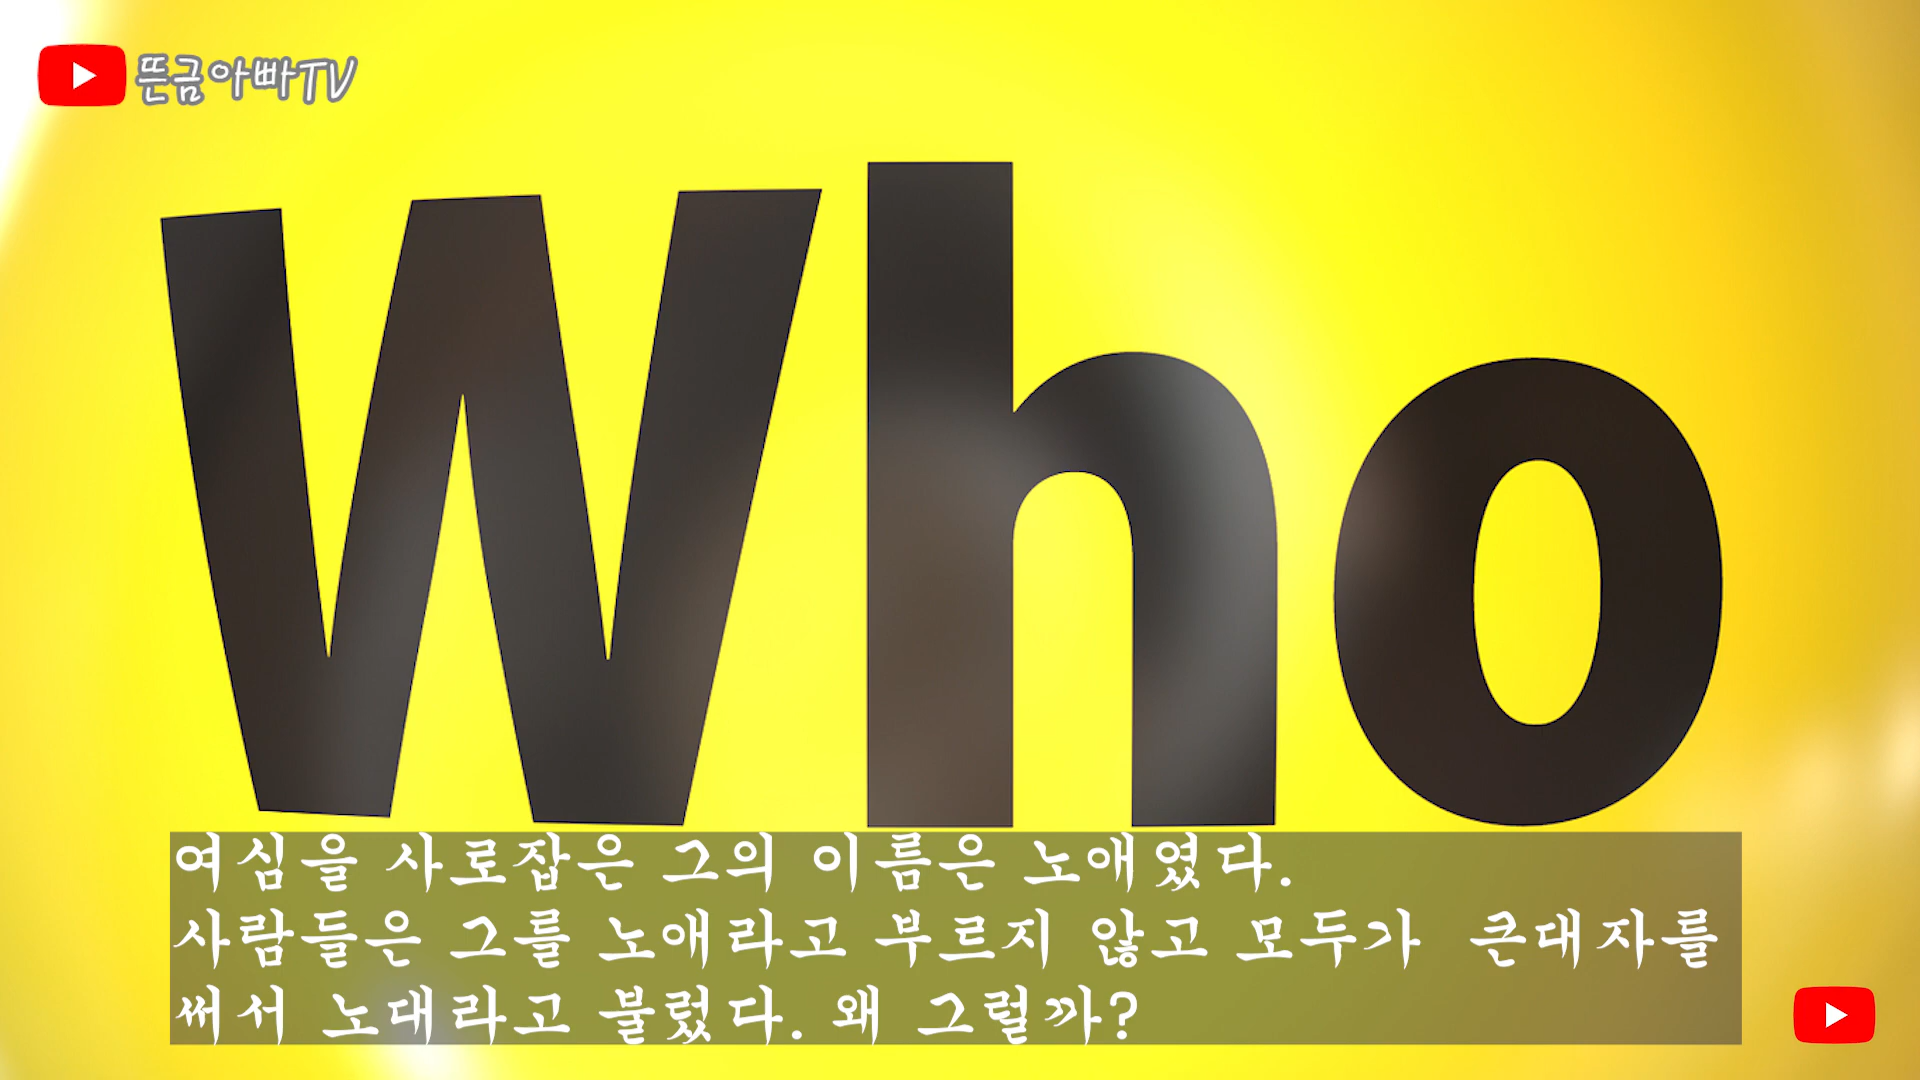 뜬금아빠TV
Who
여심을 사로잡은 그의 이름은 노애였다.
사람들은 그를 노애라고 부르지 않고 모두가 큰대자를
써서 노대라고 불렀다. 왜 그럴까?